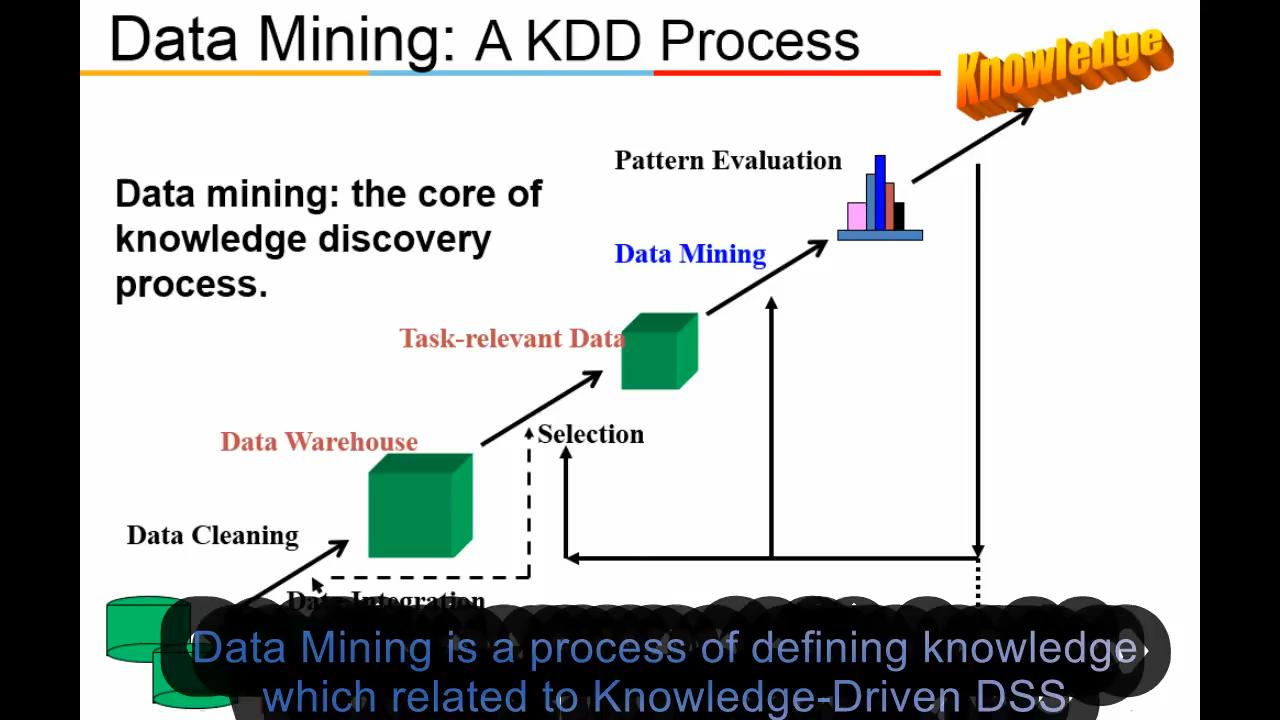 Data Mining: A KDD Process
Knowledge
Pattern Evaluation
Data mining: the core of
knowledge discovery
process.
Data Mining
Task-relevant Data
Selection
Data Warehouse
Data Cleaning
Data Integration
Data Mining is a process of defining knowledge
which related to Knowledge-Driven DSS